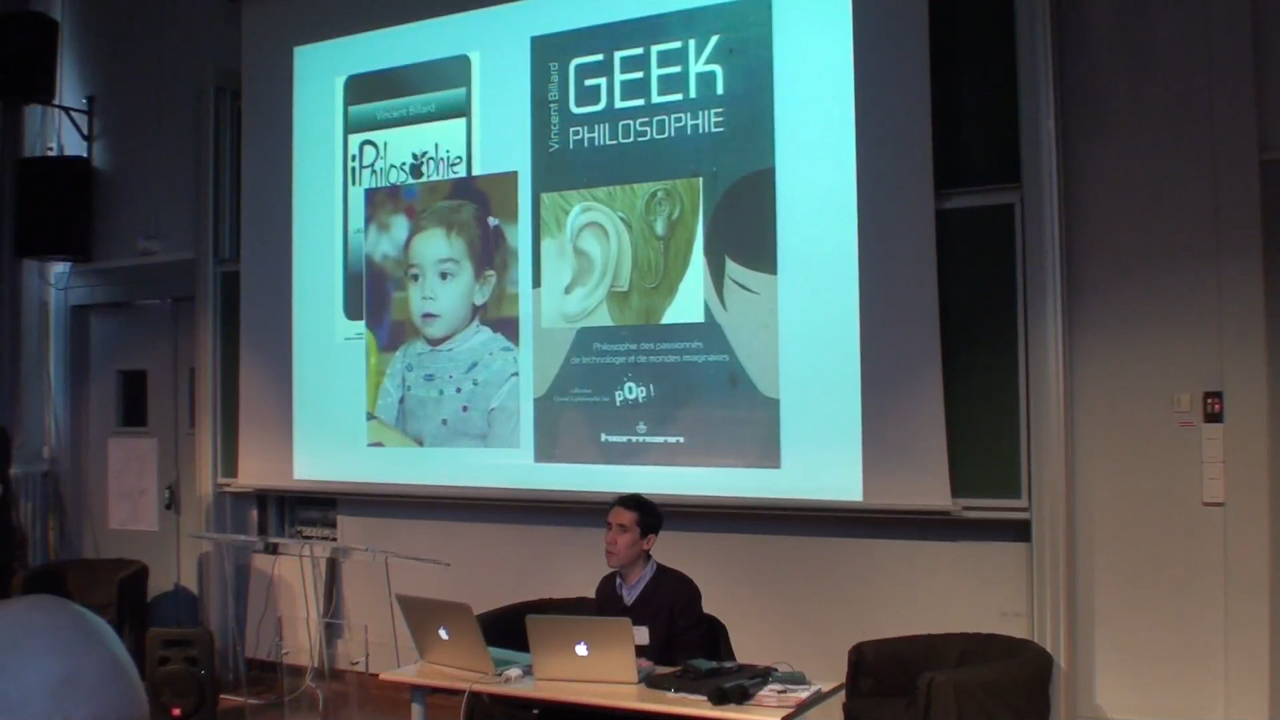 Vincent Billard
iPhilosophie
Vincent Billard
GEEK
PHILOSOPHIE
Philosophie des passionnés
de technologie et de mondes imaginaires
pOp!
hermann